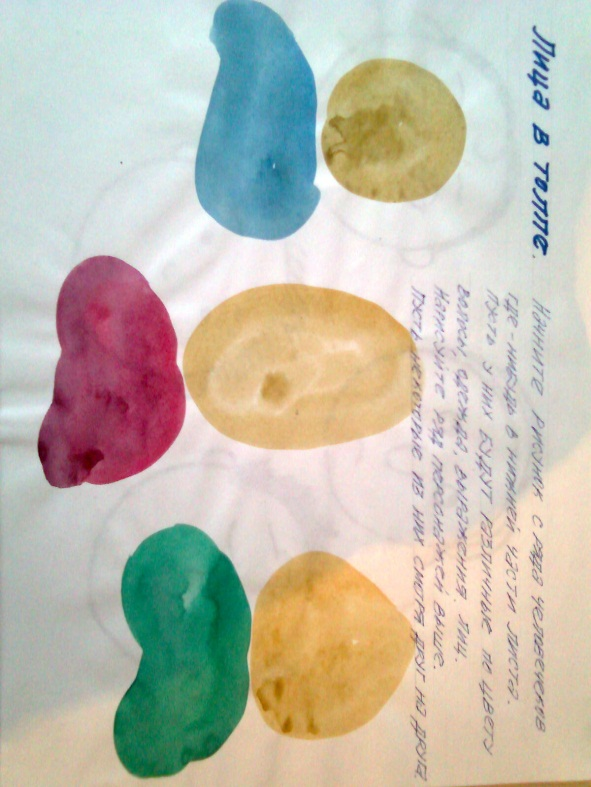 Лица в толпе.
Начните рисунок с ряда человечков
где-нибудь в нижней части листа.
Пусть у них будут различные по цвету
волосы, одежда, выражения лиц.
Нарисуйте ряд персонажей выше.
Пусть некоторые из них смотрят друг на друга